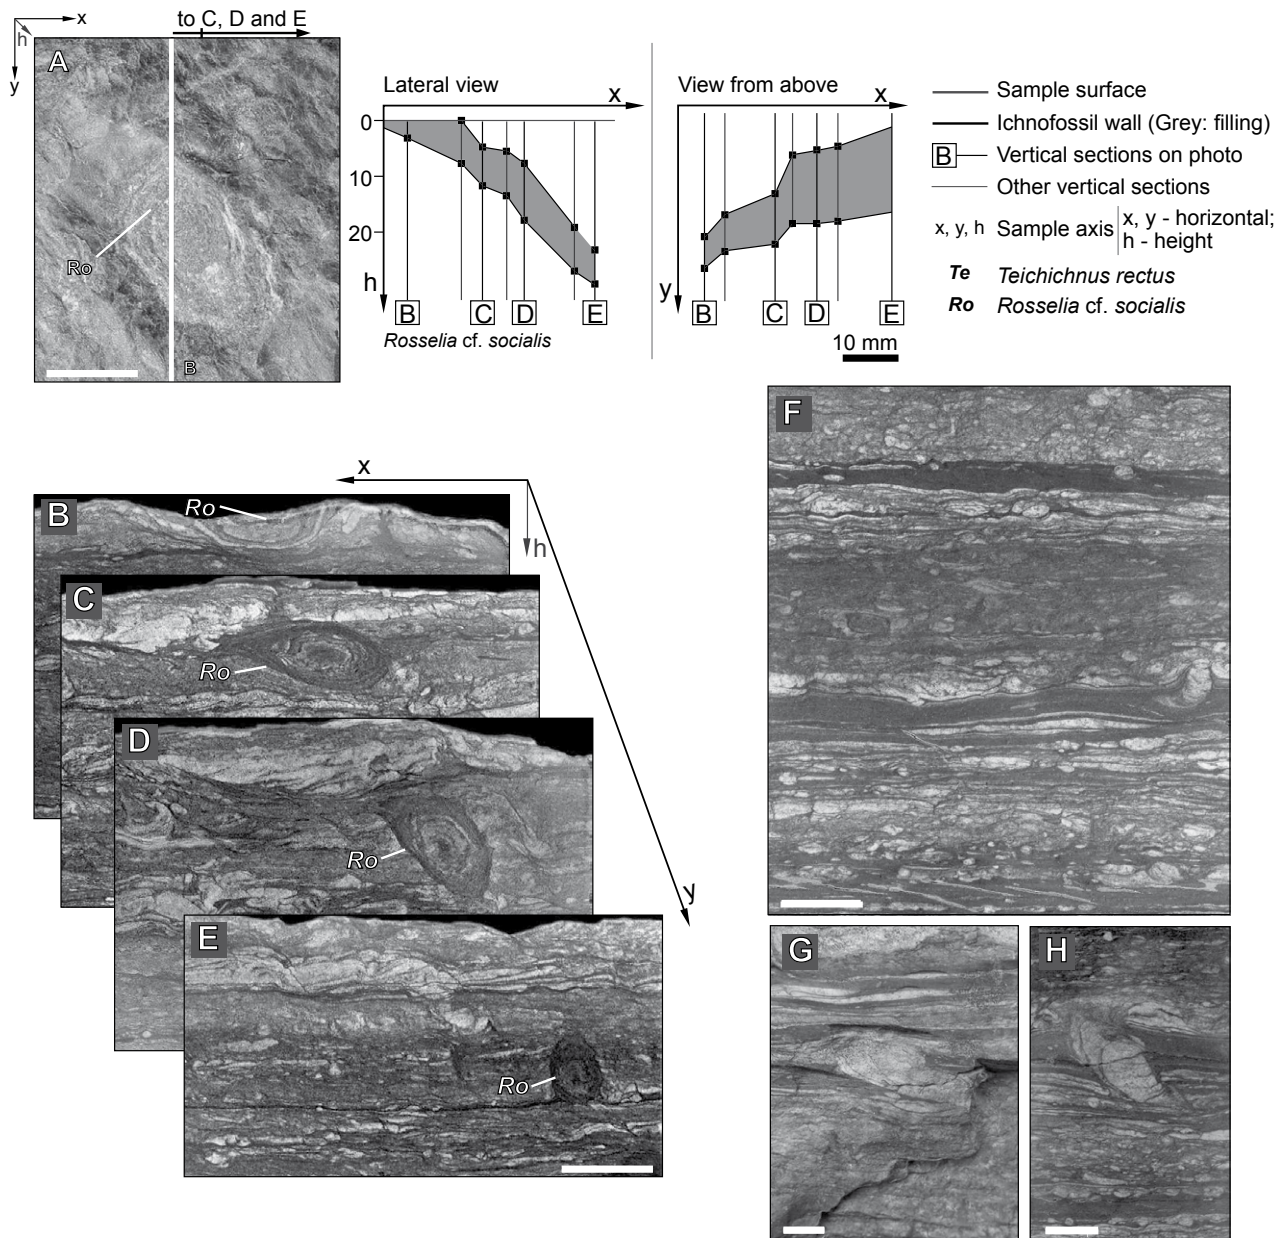 x
h
y
to C, D and E
A
Ro
B
Lateral view
x
0
10
20
h
B C D E
Rosselia cf. socialis
View from above
x
y
B C D E
10 mm
Sample surface
Ichnofossil wall (Grey: filling)
B Vertical sections on photo
Other vertical sections
x, y, h Sample axis x, y - horizontal;
h - height
Te Teichichnus rectus
Ro Rosselia cf. socialis
x
h
y
B
Ro
C
Ro
D
Ro
E
Ro
F
G
H